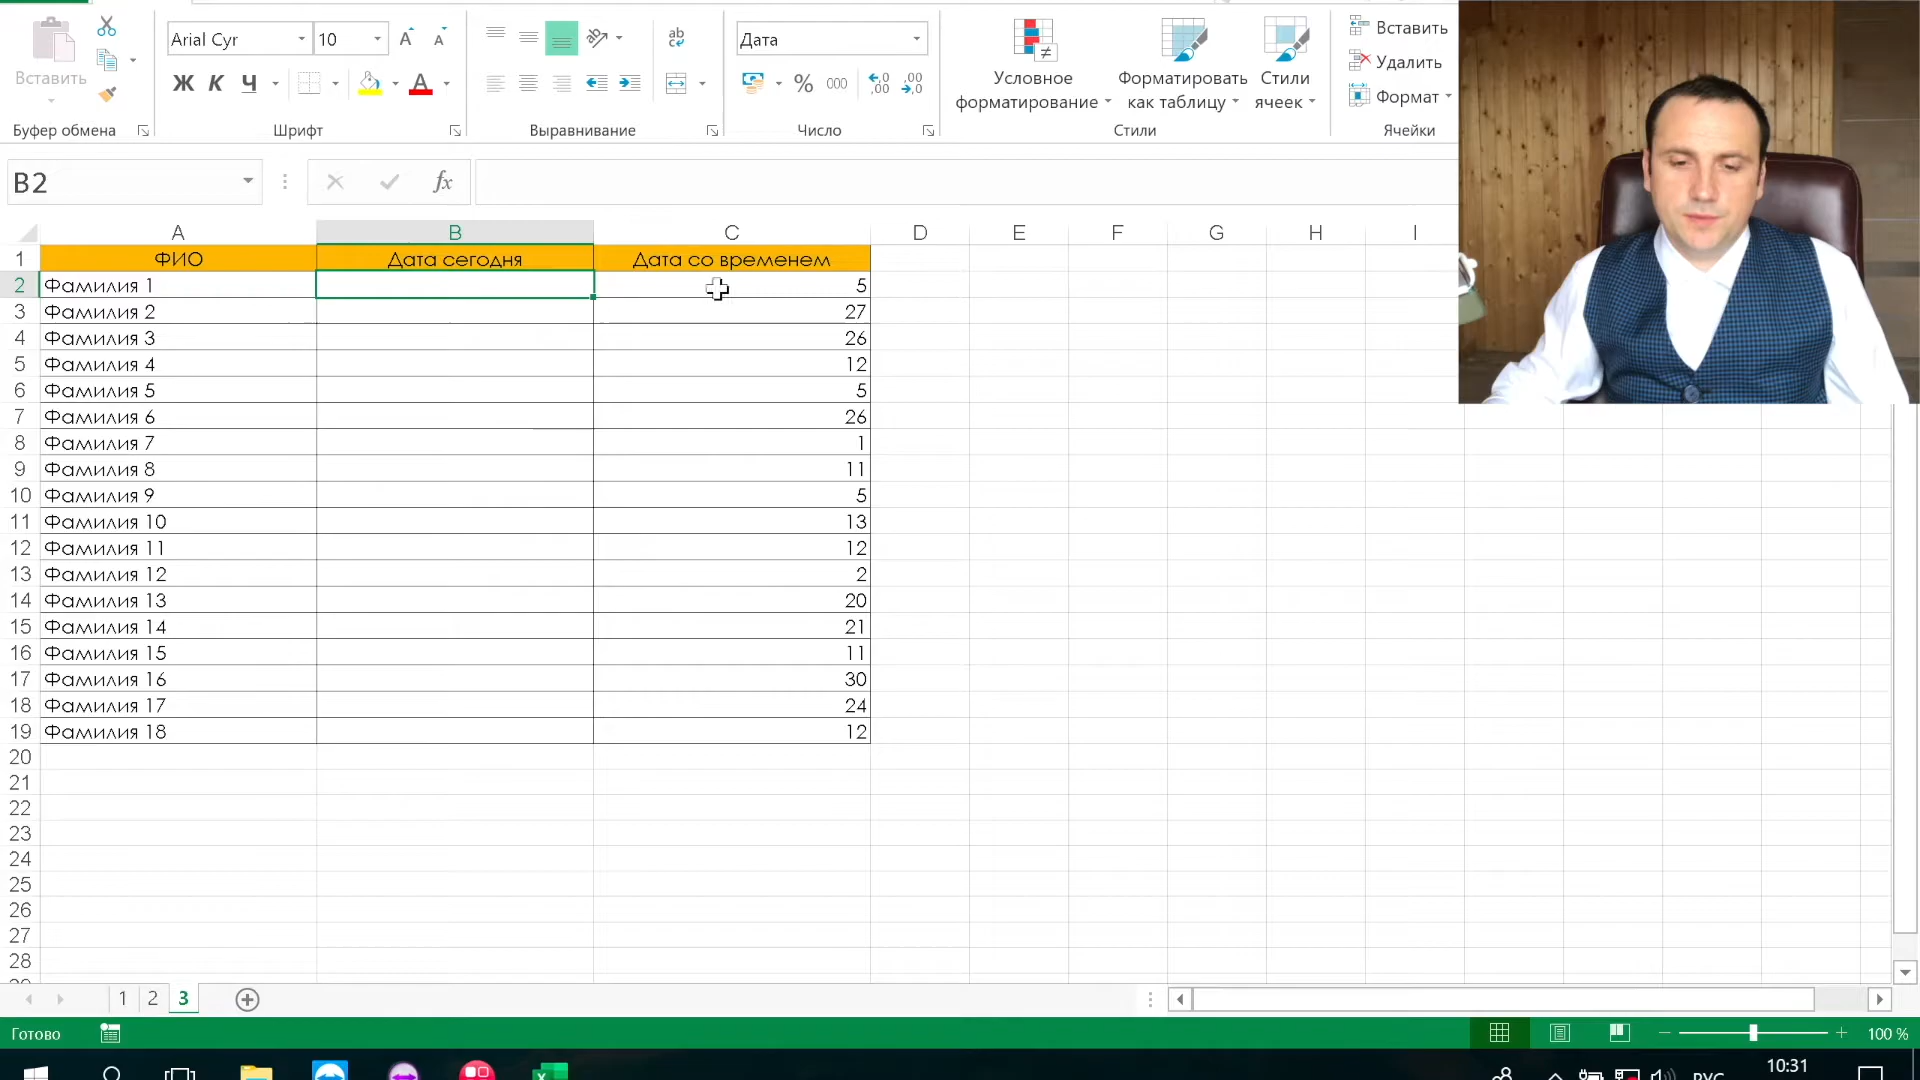 Arial Cyr 10 Дата Вставить
Вставить Ж К Ч А % 000 Условное форматирование Форматировать как таблицу Стили ячеек Удалить
Формат
Буфер обмена Шрифт Выравнивание Число Стили Ячейки
B2 fx
A B C D E F G H I
1 ФИО Дата сегодня Дата со временем
2 Фамилия 1 5
3 Фамилия 2 27
4 Фамилия 3 26
5 Фамилия 4 12
6 Фамилия 5 5
7 Фамилия 6 26
8 Фамилия 7 1
9 Фамилия 8 11
10 Фамилия 9 5
11 Фамилия 10 13
12 Фамилия 11 12
13 Фамилия 12 2
14 Фамилия 13 20
15 Фамилия 14 21
16 Фамилия 15 11
17 Фамилия 16 30
18 Фамилия 17 24
19 Фамилия 18 12
20
21
22
23
24
25
26
27
28
1 2 3
Готово 100 %
10:31
РУС